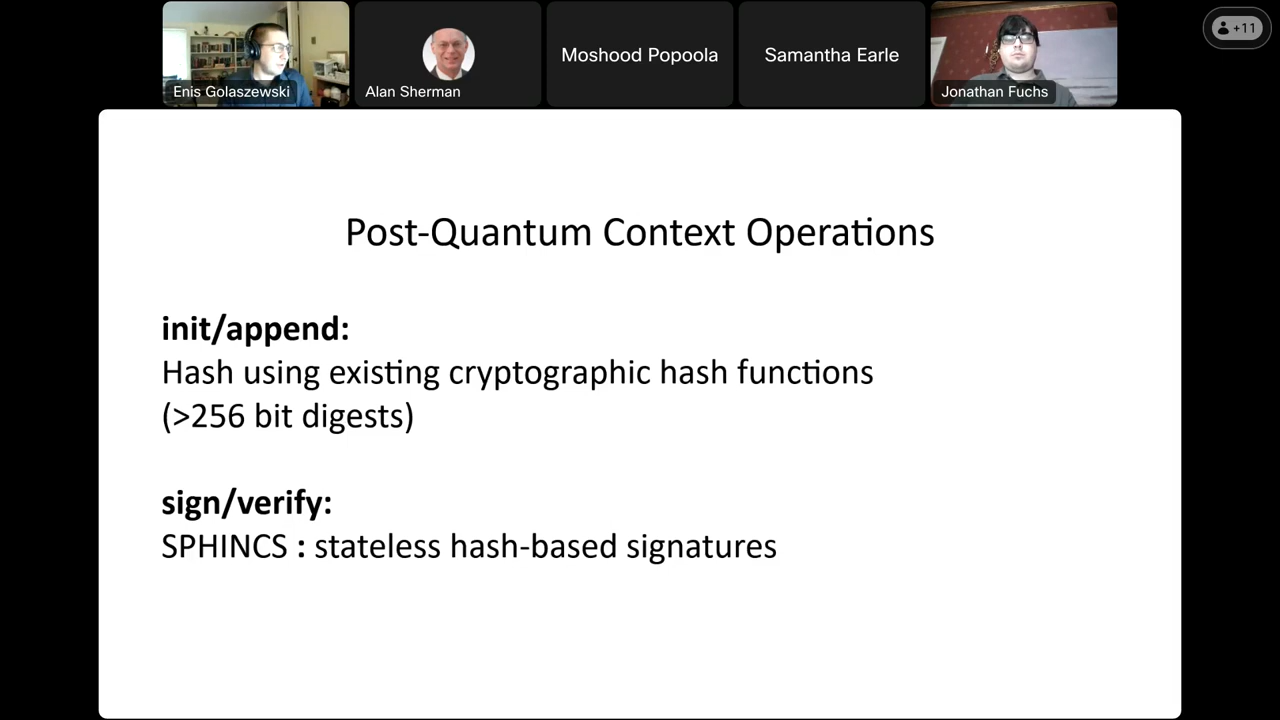 Enis Golaszewski
Alan Sherman
Moshood Popoola
Samantha Earle
Jonathan Fuchs
+11
Post-Quantum Context Operations
init/append:
Hash using existing cryptographic hash functions
(>256 bit digests)
sign/verify:
SPHINCS : stateless hash-based signatures